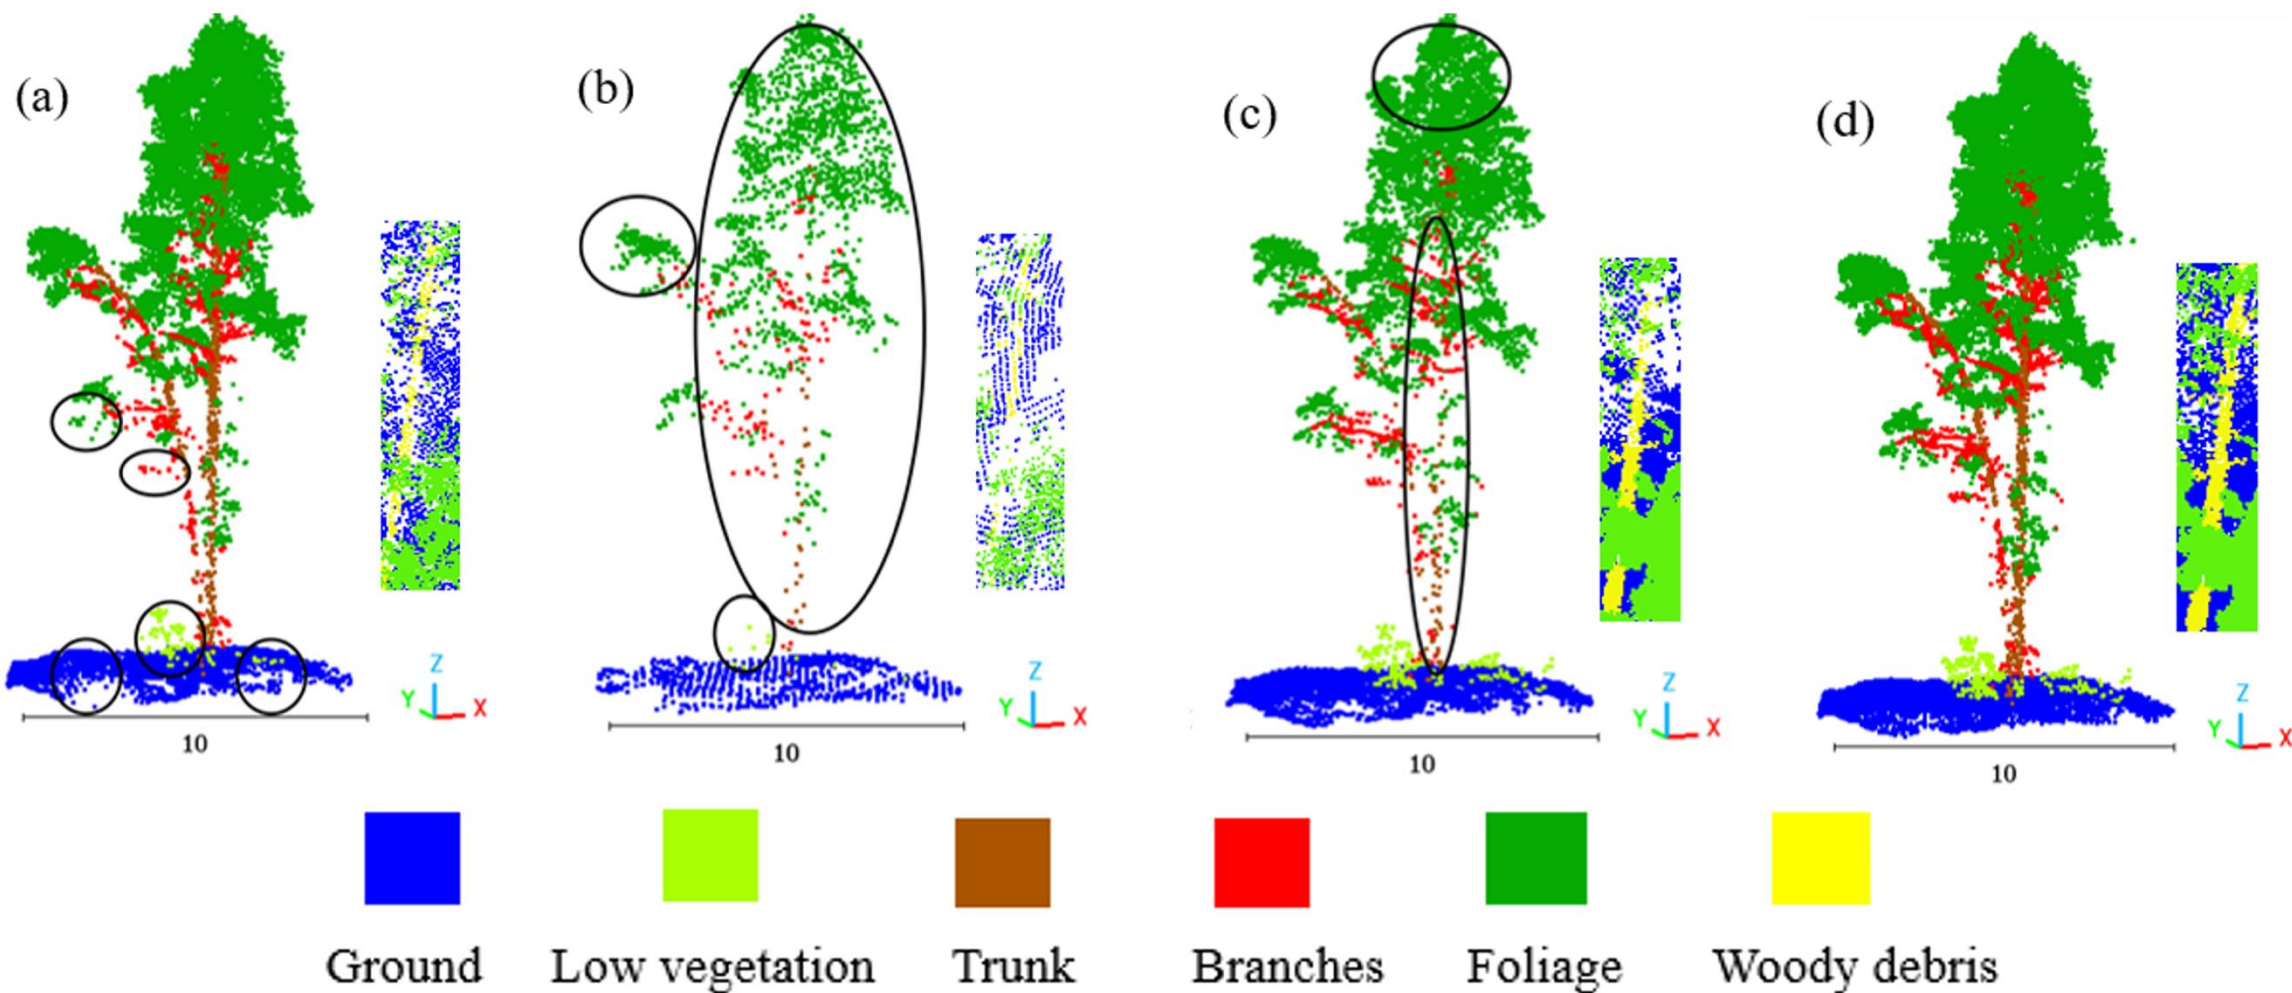 (a)
(b)
(c)
(d)
Z
Y
X
10
Z
Y
X
10
Z
Y
X
10
Z
Y
X
10
Ground
Low vegetation
Trunk
Branches
Foliage
Woody debris